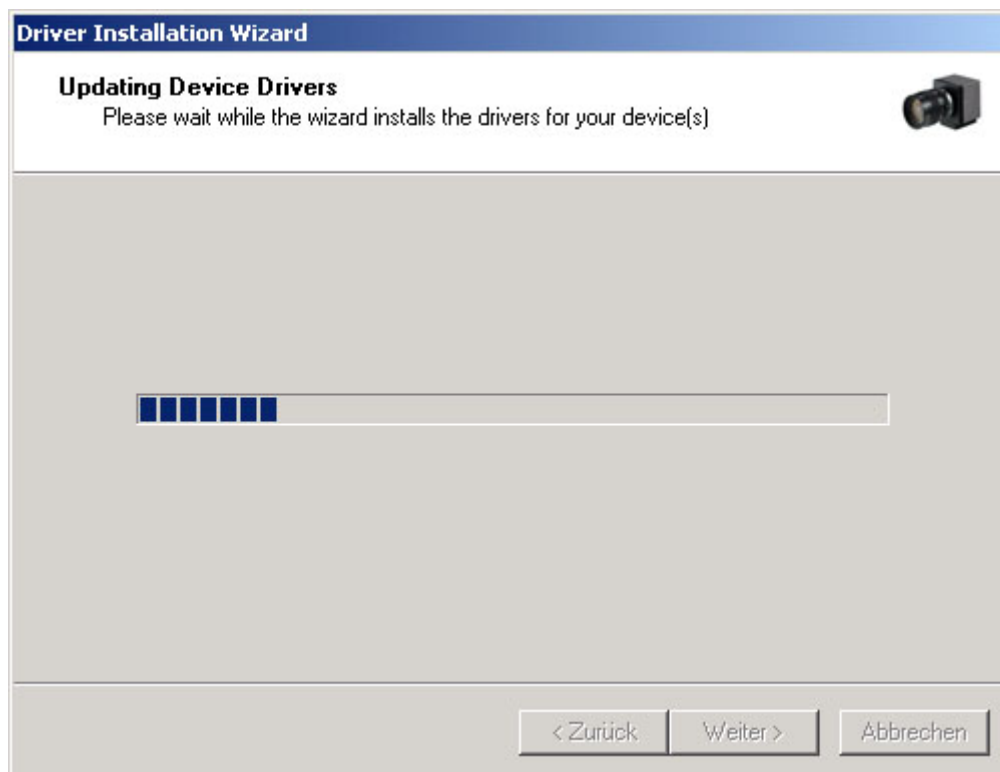 Driver Installation Wizard
Updating Device Drivers
Please wait while the wizard installs the drivers for your device(s)
< Zurück
Weiter >
Abbrechen